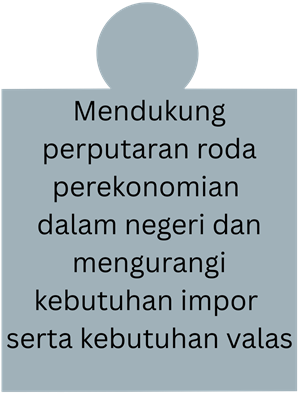 Mendukung
perputaran roda
perekonomian
dalam negeri dan
mengurangi
kebutuhan impor
serta kebutuhan valas